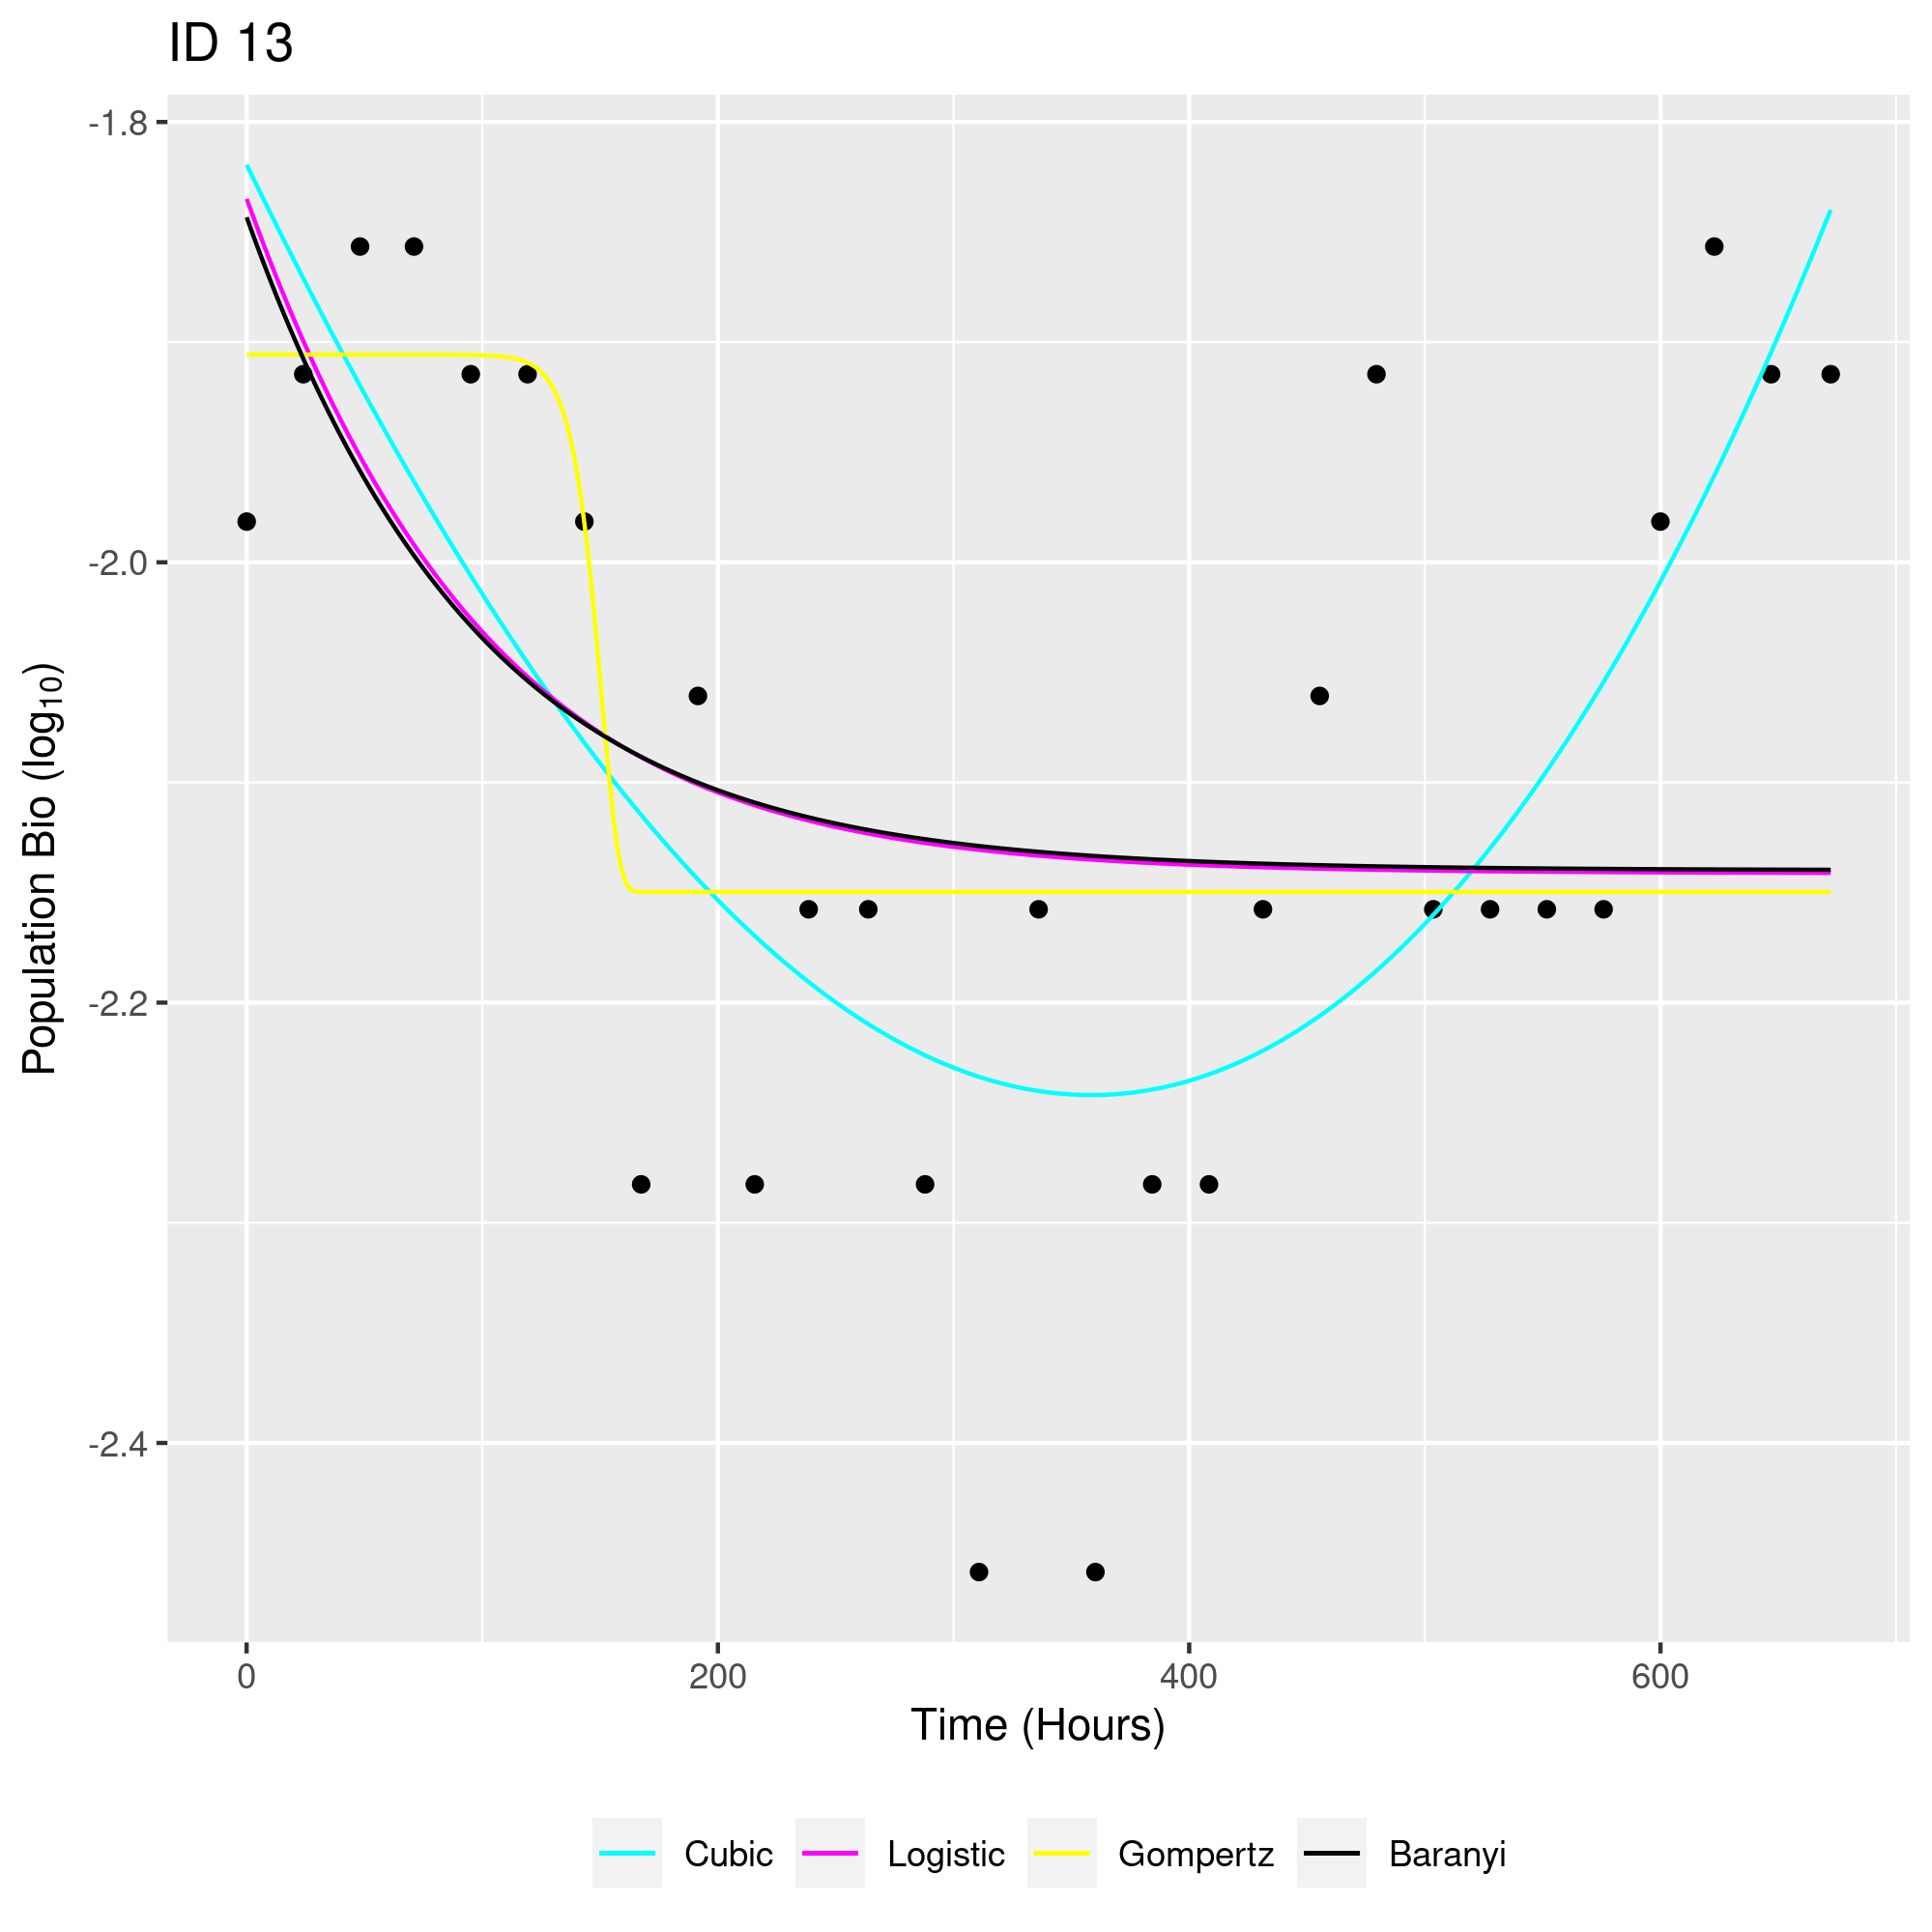 ID 13
Population Bio (log₁₀)
-1.8
-2.0
-2.2
-2.4
0 200 400 600
Time (Hours)
Cubic Logistic Gompertz Baranyi